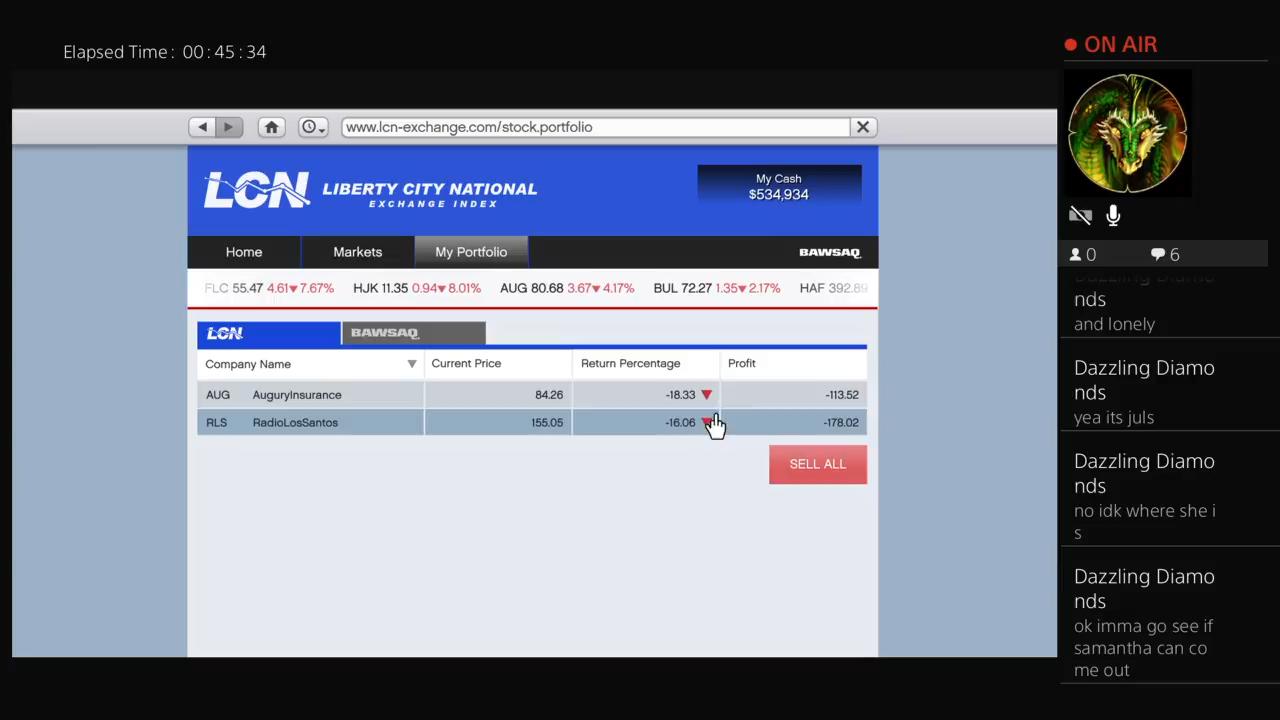 Elapsed Time: 00:45:34
ON AIR
www.lcn-exchange.com/stock.portfolio
LCN LIBERTY CITY NATIONAL
EXCHANGE INDEX
My Cash
$534,934
Home Markets My Portfolio BAWSAQ
FLC 55.47 4.61▼7.67% HJK 11.35 0.94▼8.01% AUG 80.68 3.67▼4.17% BUL 72.27 1.35▼2.17% HAF 392.89
LCN BAWSAQ
Company Name ▼ Current Price Return Percentage Profit
AUG AuguryInsurance 84.26 -18.33 ▼ -113.52
RLS RadioLosSantos 155.05 -16.06 ▼ -178.02
SELL ALL
0 6
Dazzling Diamo
nds
and lonely
Dazzling Diamo
nds
yea its juls
Dazzling Diamo
nds
no idk where she i
s
Dazzling Diamo
nds
ok imma go see if
samantha can co
me out